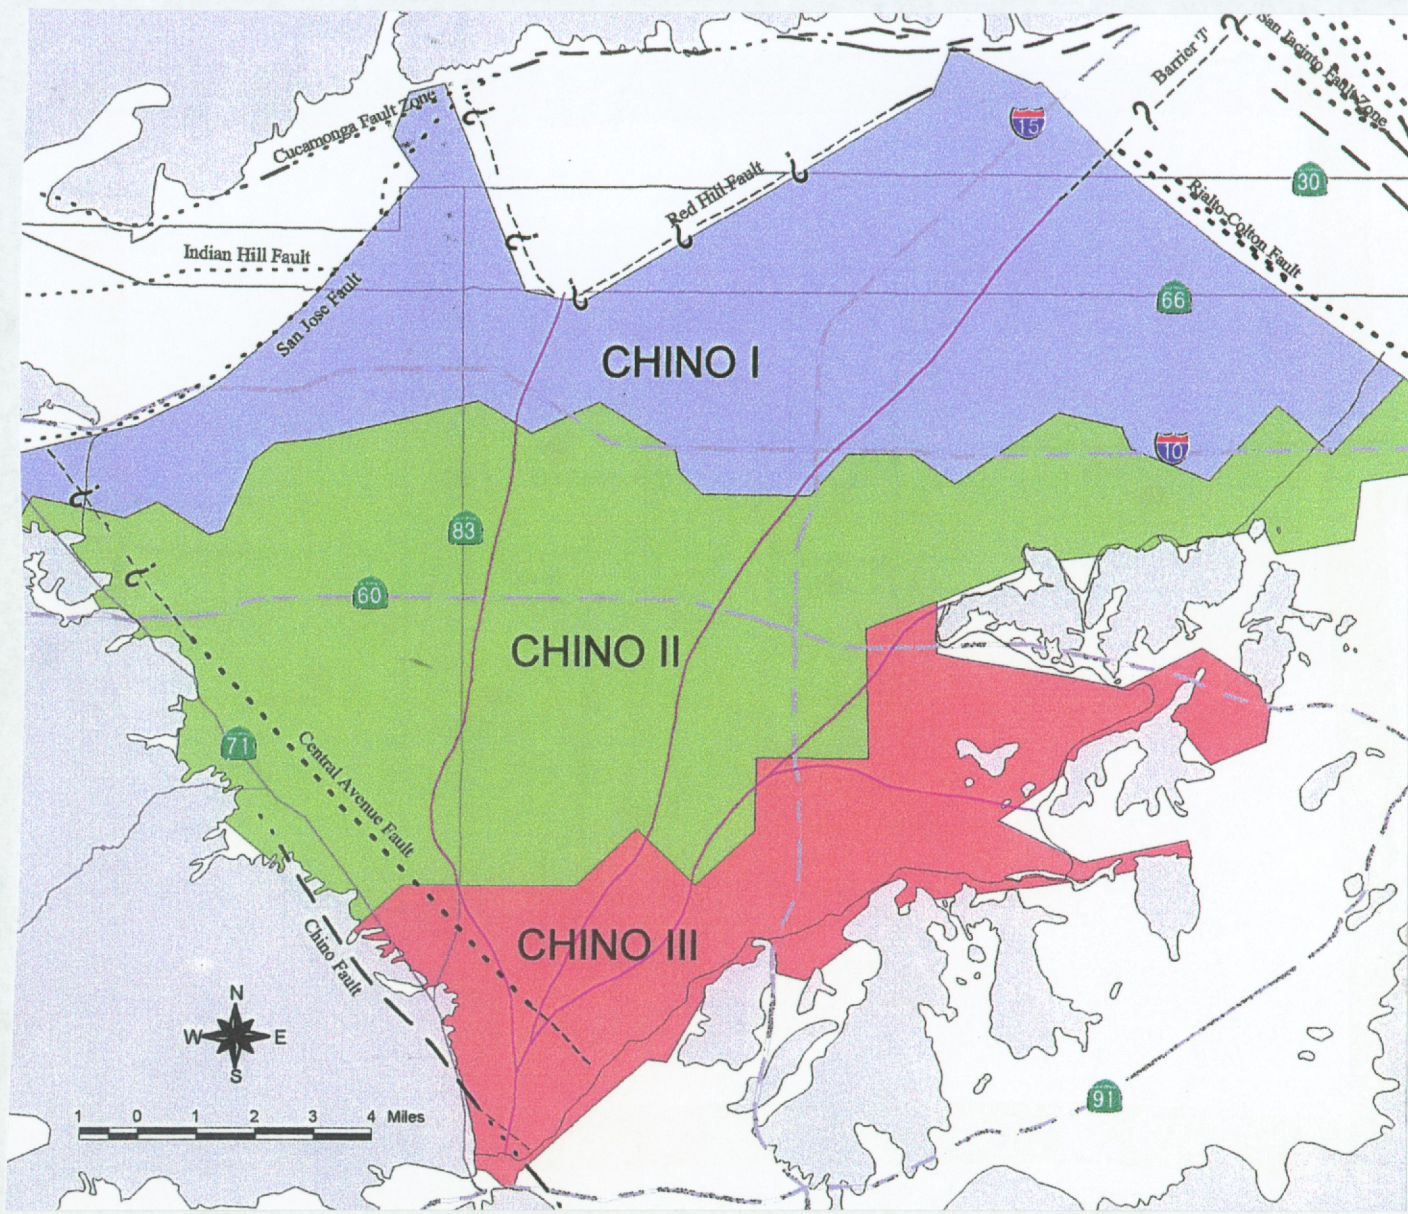 San Jacinto Fault Zone
Barrier 'J'
?
?
Cucamonga Fault Zone
?
15
?
30
Red Hill Fault
Rialto-Colton Fault
?
?
Indian Hill Fault
San Jose Fault
?
66
CHINO I
10
?
83
?
60
CHINO II
71
Central Avenue Fault
CHINO III
Chino Fault
N
W E
S
91
1 0 1 2 3 4 Miles